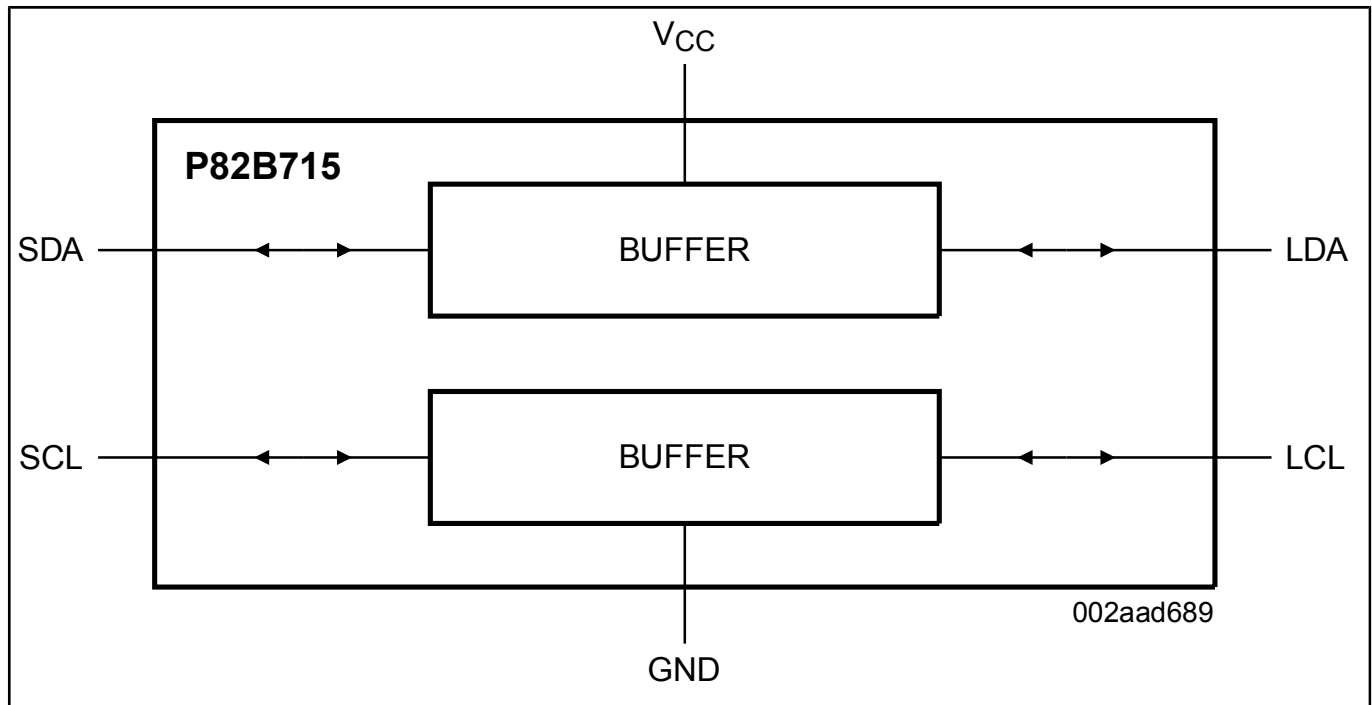 VCC
P82B715
SDA BUFFER LDA
SCL BUFFER LCL
002aad689
GND